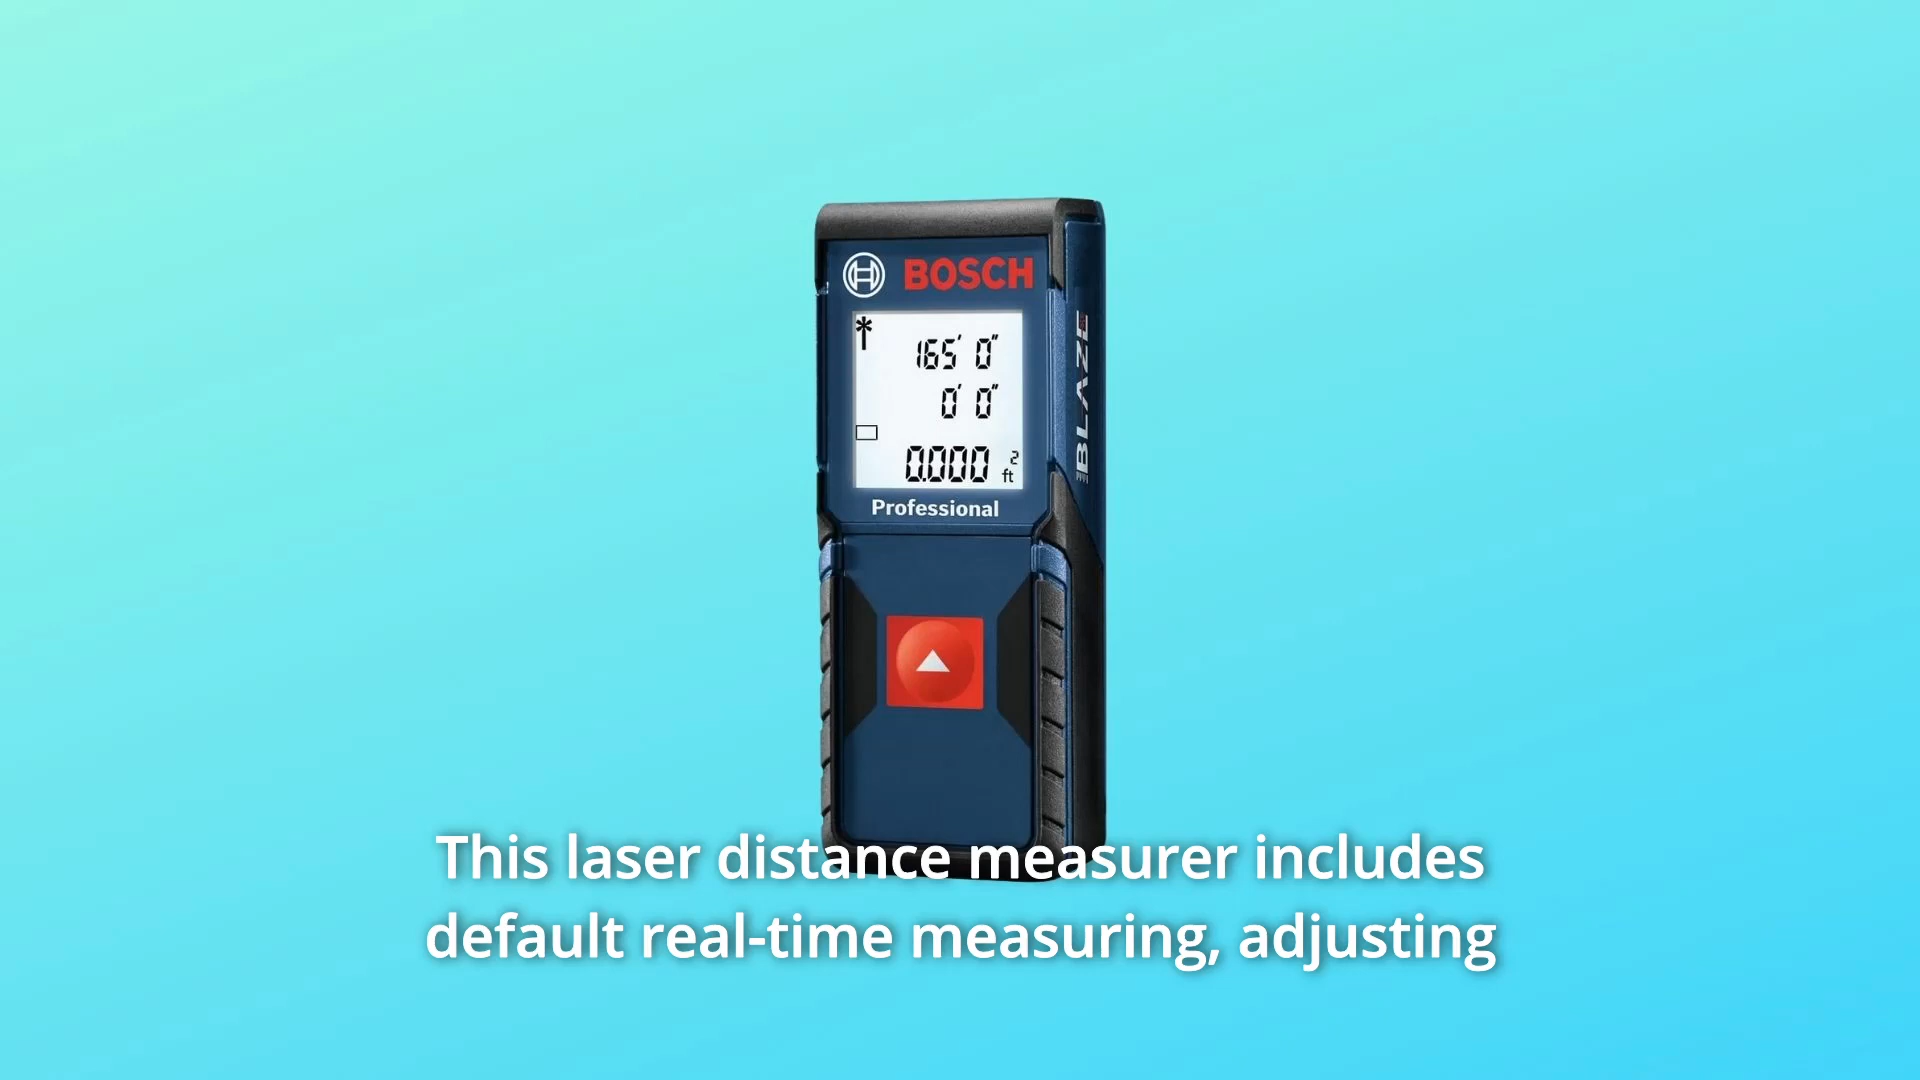 BOSCH
165' 0"
0' 0"
0.000 ft²
Professional
BLAZE
This laser distance measurer includes
default real-time measuring, adjusting